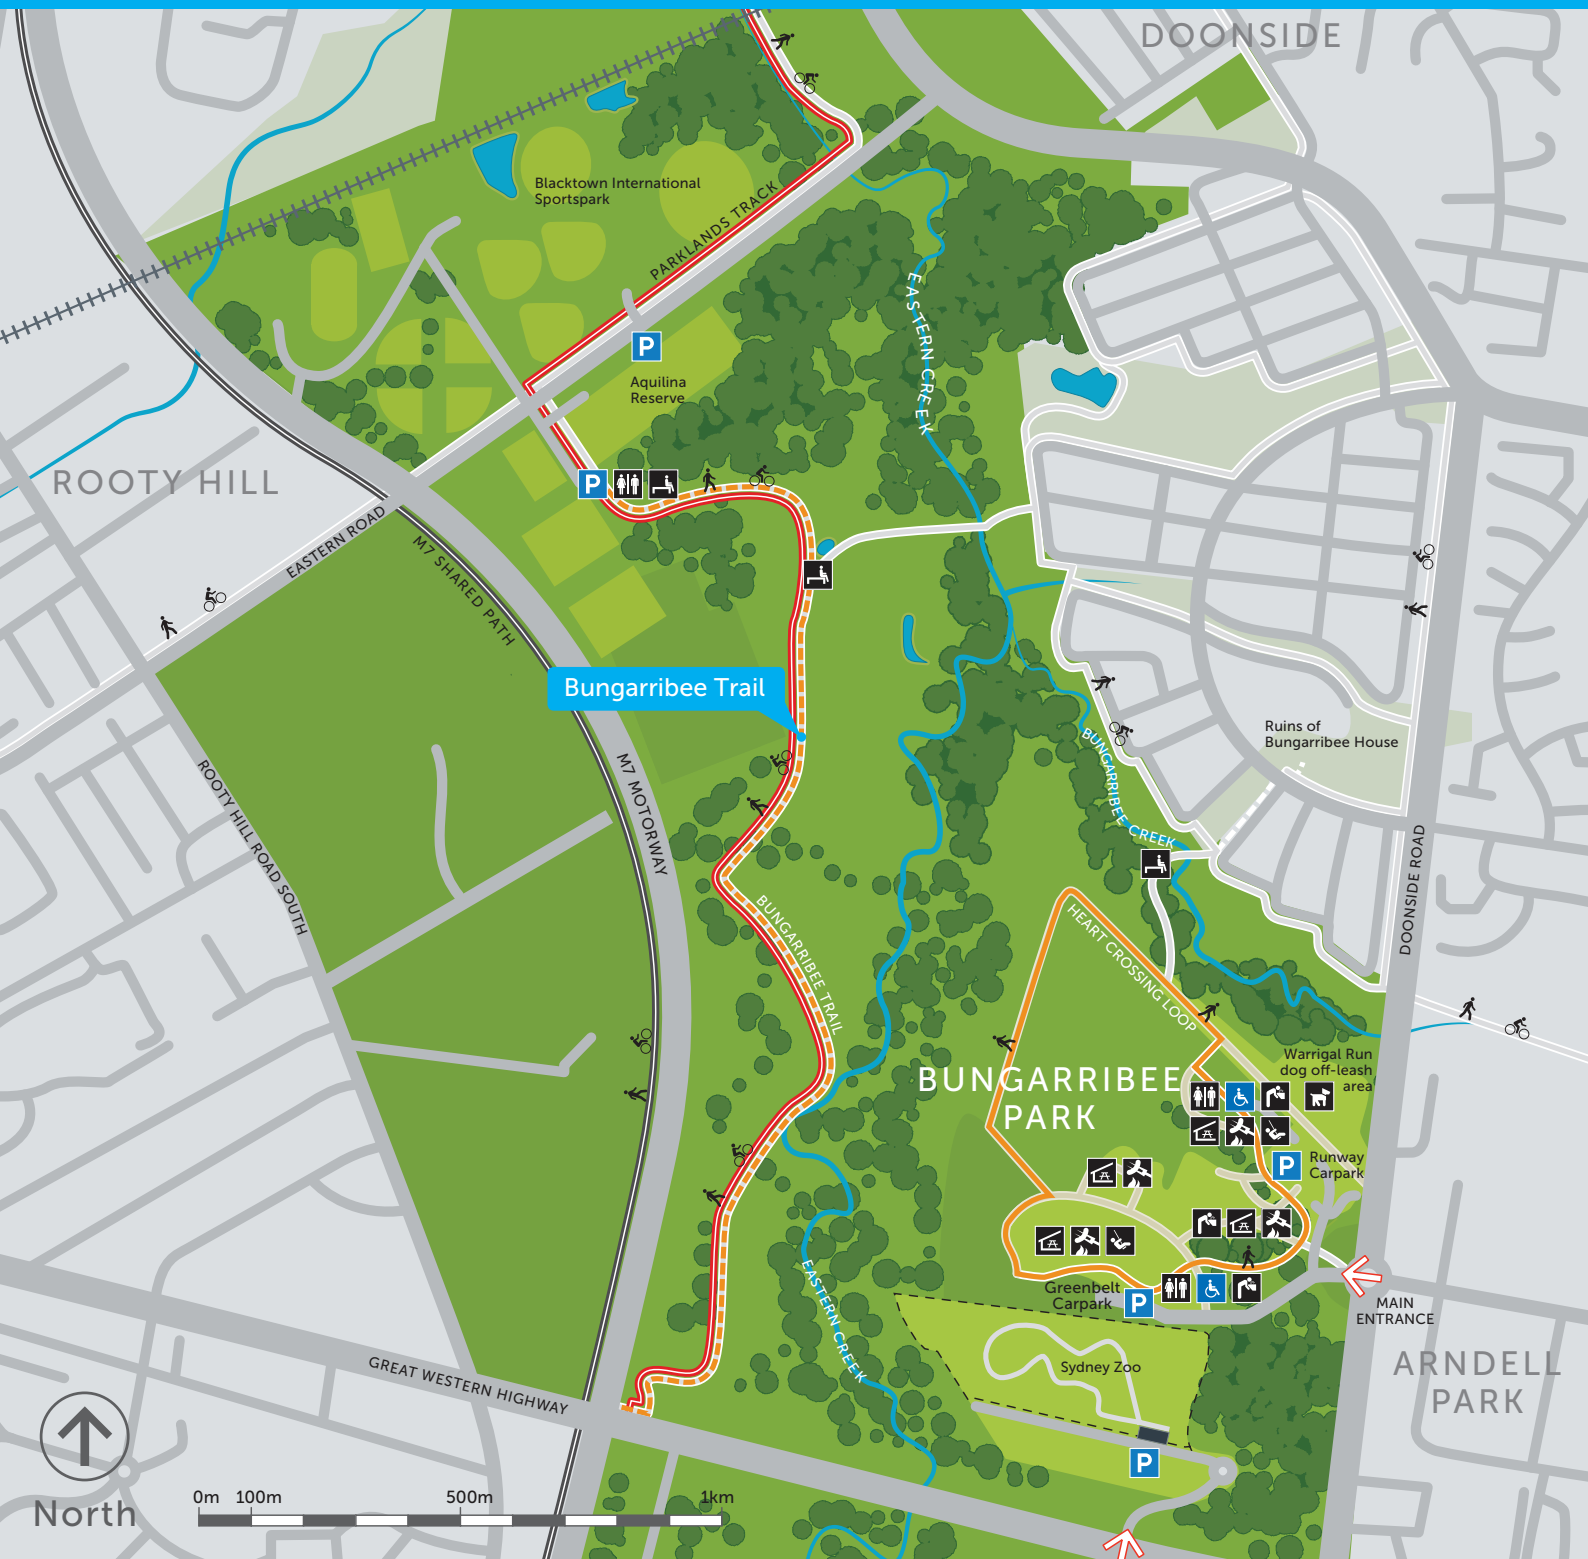 DOONSIDE
Blacktown International
Sportspark
PARKLANDS TRACK
EASTERN CREEK
P
Aquilina
Reserve
ROOTY HILL
P
EASTERN ROAD
M7 SHARED PATH
Bungarribee Trail
Ruins of
Bungarribee House
BUNGARRIBEE CREEK
M7 MOTORWAY
ROOTY HILL ROAD SOUTH
DOONSIDE ROAD
BUNGARRIBEE TRAIL
HEART CROSSING LOOP
Warrigal Run
dog off-leash
area
BUNGARRIBEE
PARK
P
Runway
Carpark
Greenbelt
Carpark
P
MAIN
ENTRANCE
EASTERN CREEK
Sydney Zoo
ARNDELL
PARK
GREAT WESTERN HIGHWAY
P
North
0m 100m 500m 1km